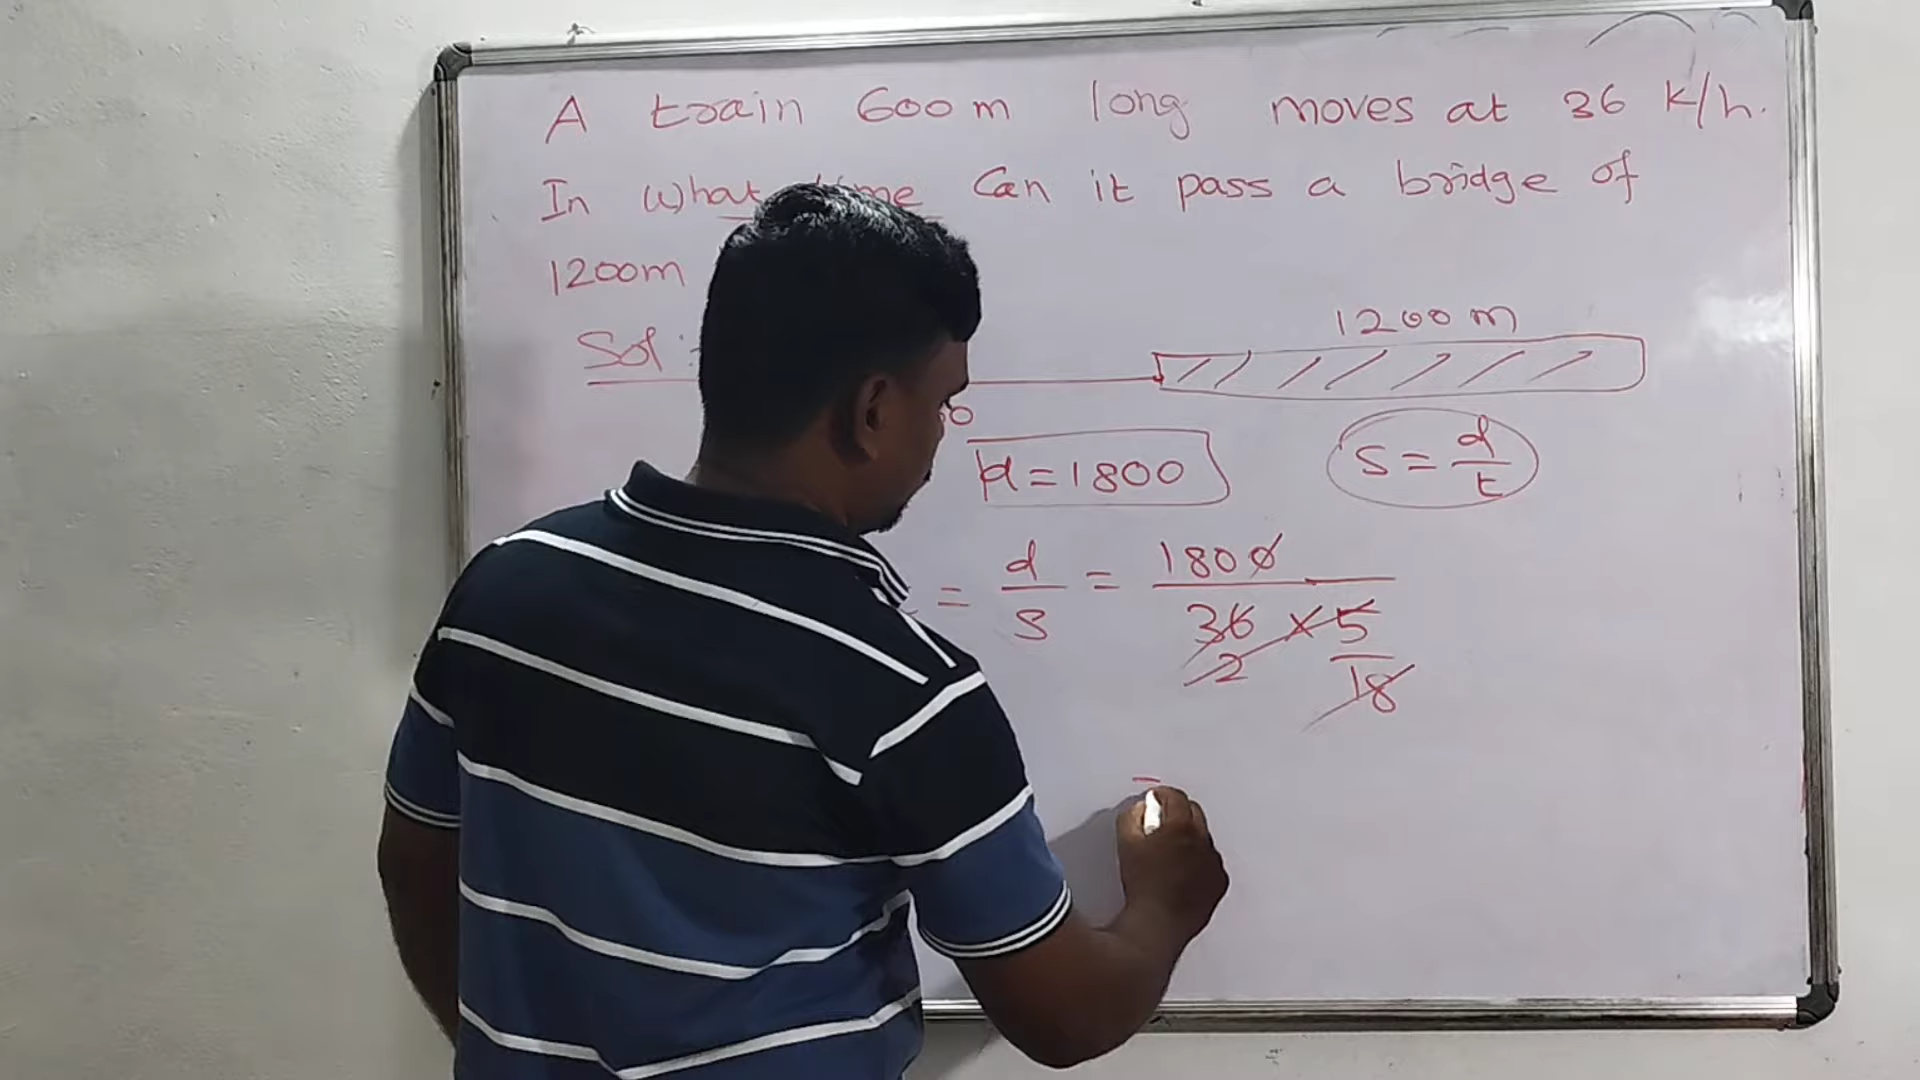 A train 600 m long moves at 36 k/h.
In what time can it pass a bridge of
1200m
Sol:
1200 m
d = 1800
s = d/t
= d/s = 1800 / 36 × 5/18
2